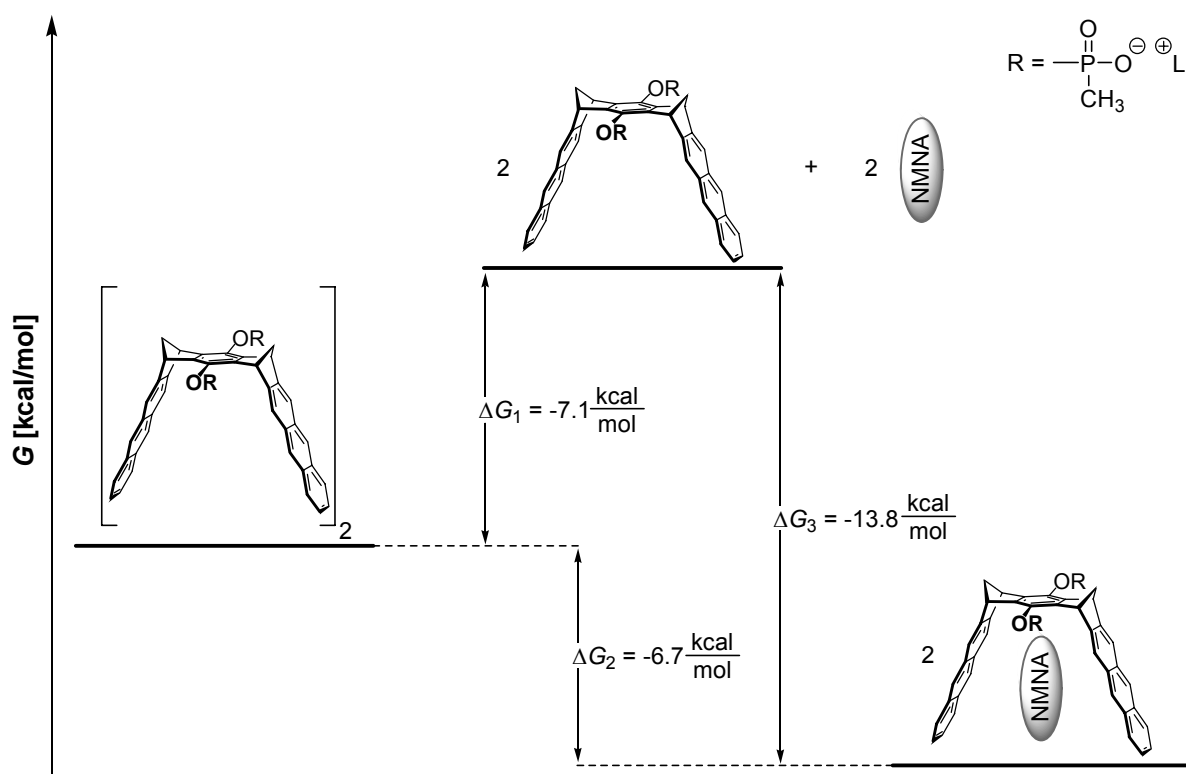 O
R = P O ⊖ ⊕ L
CH3
OR
OR
2 + 2 NMNA
G [kcal/mol]
OR
OR
2
ΔG1 = -7.1 kcal/mol
ΔG3 = -13.8 kcal/mol
ΔG2 = -6.7 kcal/mol
OR
OR
2 NMNA